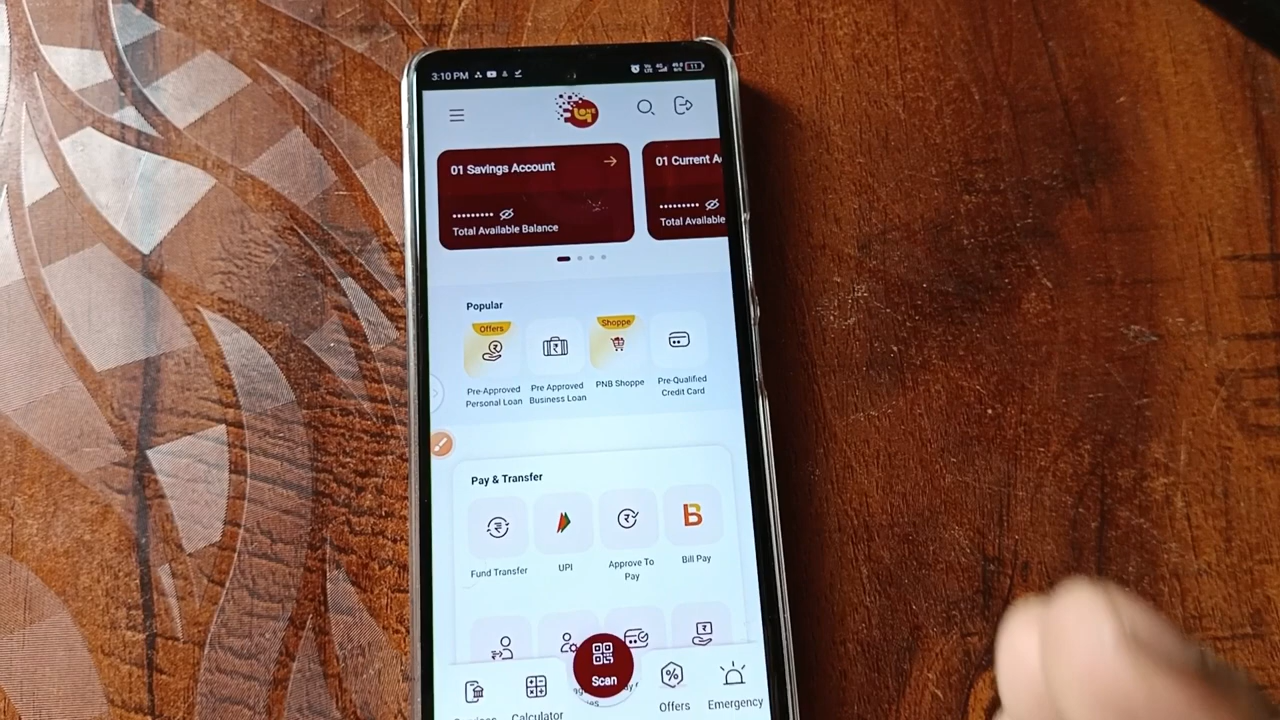 3:10 PM
ONE
01 Savings Account
01 Current A
Total Available Balance
Total Available
Popular
Offers
Shoppe
Pre-Approved
Personal Loan
Pre Approved
Business Loan
PNB Shoppe
Pre-Qualified
Credit Card
Pay & Transfer
Fund Transfer
UPI
Approve To
Pay
Bill Pay
Scan
Calculator
Offers
Emergency